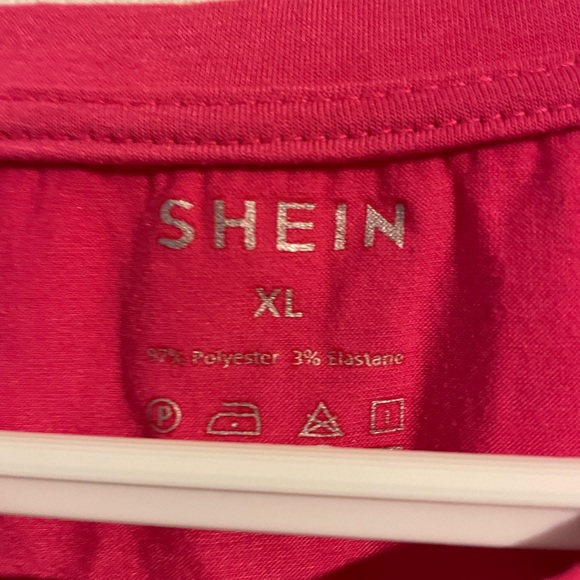 SHEIN
XL
97% Polyester 3% Elastane
P